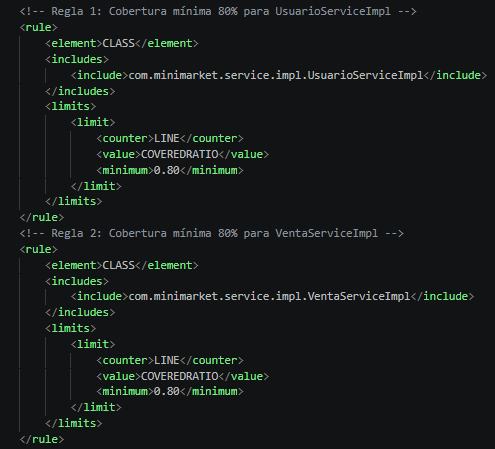 <!-- Regla 1: Cobertura mínima 80% para UsuarioServiceImpl -->
<rule>
    <element>CLASS</element>
    <includes>
        <include>com.minimarket.service.impl.UsuarioServiceImpl</include>
    </includes>
    <limits>
        <limit>
            <counter>LINE</counter>
            <value>COVEREDRATIO</value>
            <minimum>0.80</minimum>
        </limit>
    </limits>
</rule>
<!-- Regla 2: Cobertura mínima 80% para VentaServiceImpl -->
<rule>
    <element>CLASS</element>
    <includes>
        <include>com.minimarket.service.impl.VentaServiceImpl</include>
    </includes>
    <limits>
        <limit>
            <counter>LINE</counter>
            <value>COVEREDRATIO</value>
            <minimum>0.80</minimum>
        </limit>
    </limits>
</rule>